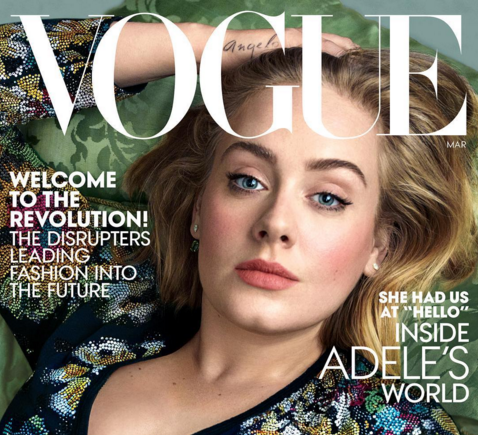 VOGUE
Angelo
MAR
WELCOME
TO THE
REVOLUTION!
THE DISRUPTERS
LEADING
FASHION INTO
THE FUTURE
SHE HAD US
AT "HELLO"
INSIDE
ADELE'S
WORLD